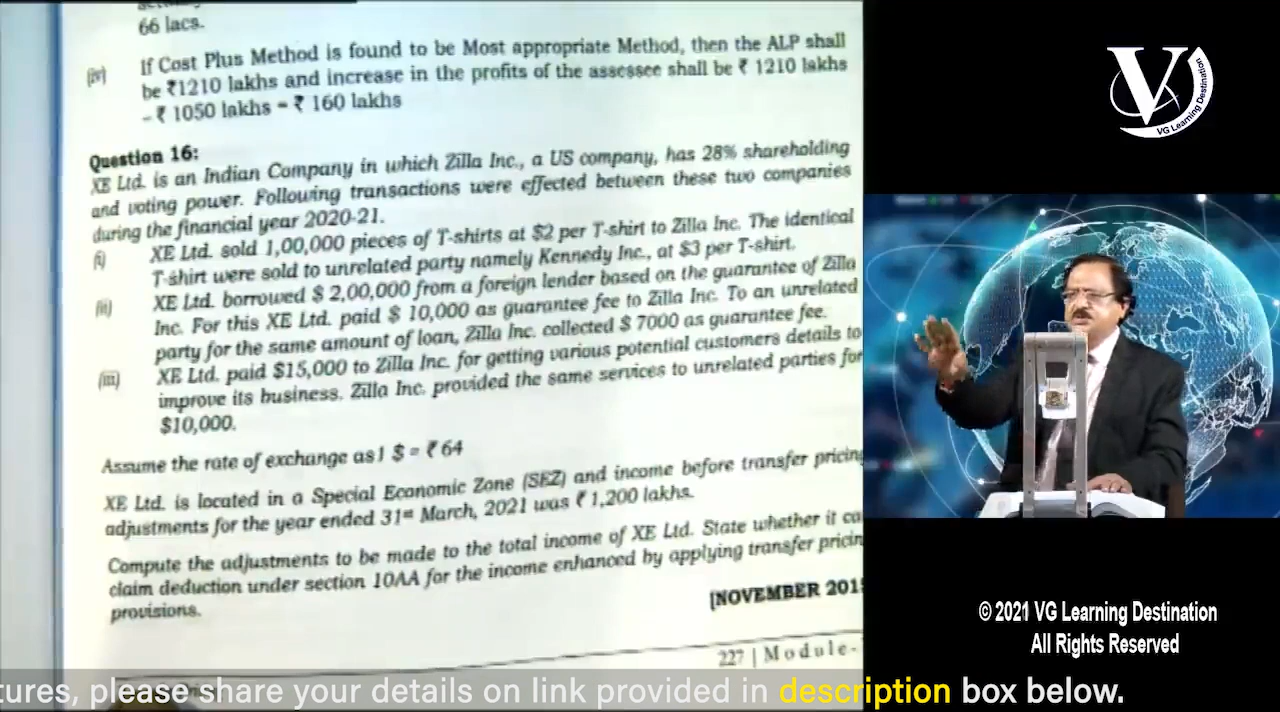 66 lacs.
(iv) If Cost Plus Method is found to be Most appropriate Method, then the ALP shall
be ₹1210 lakhs and increase in the profits of the assessee shall be ₹ 1210 lakhs
– ₹ 1050 lakhs = ₹ 160 lakhs
Question 16:
XE Ltd. is an Indian Company in which Zilla Inc., a US company, has 28% shareholding
and voting power. Following transactions were effected between these two companies
during the financial year 2020-21.
(i) XE Ltd. sold 1,00,000 pieces of T-shirts at $2 per T-shirt to Zilla Inc. The identical
T-shirt were sold to unrelated party namely Kennedy Inc., at $3 per T-shirt.
(ii) XE Ltd. borrowed $ 2,00,000 from a foreign lender based on the guarantee of Zilla
Inc. For this XE Ltd. paid $ 10,000 as guarantee fee to Zilla Inc. To an unrelated
party for the same amount of loan, Zilla Inc. collected $ 7000 as guarantee fee.
(iii) XE Ltd. paid $15,000 to Zilla Inc. for getting various potential customers details to
improve its business. Zilla Inc. provided the same services to unrelated parties for
$10,000.
Assume the rate of exchange as1 $ = ₹ 64
XE Ltd. is located in a Special Economic Zone (SEZ) and income before transfer pricing
adjustments for the year ended 31st March, 2021 was ₹ 1,200 lakhs.
Compute the adjustments to be made to the total income of XE Ltd. State whether it ca
claim deduction under section 10AA for the income enhanced by applying transfer pricin
provisions.
[NOVEMBER 201
227 | Module-
V
VG Learning Destination
© 2021 VG Learning Destination
All Rights Reserved
tures, please share your details on link provided in description box below.